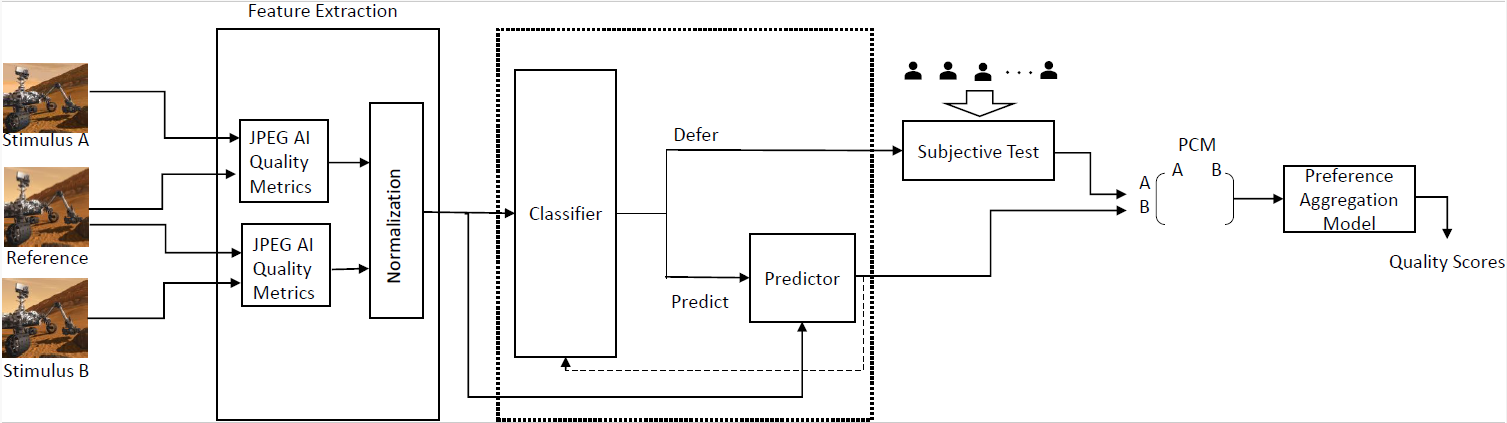 Feature Extraction
Stimulus A
Reference
Stimulus B
JPEG AI
Quality
Metrics
JPEG AI
Quality
Metrics
Normalization
Classifier
Defer
Predict
Predictor
Subjective Test
PCM
A B
A
B
Preference
Aggregation
Model
Quality Scores